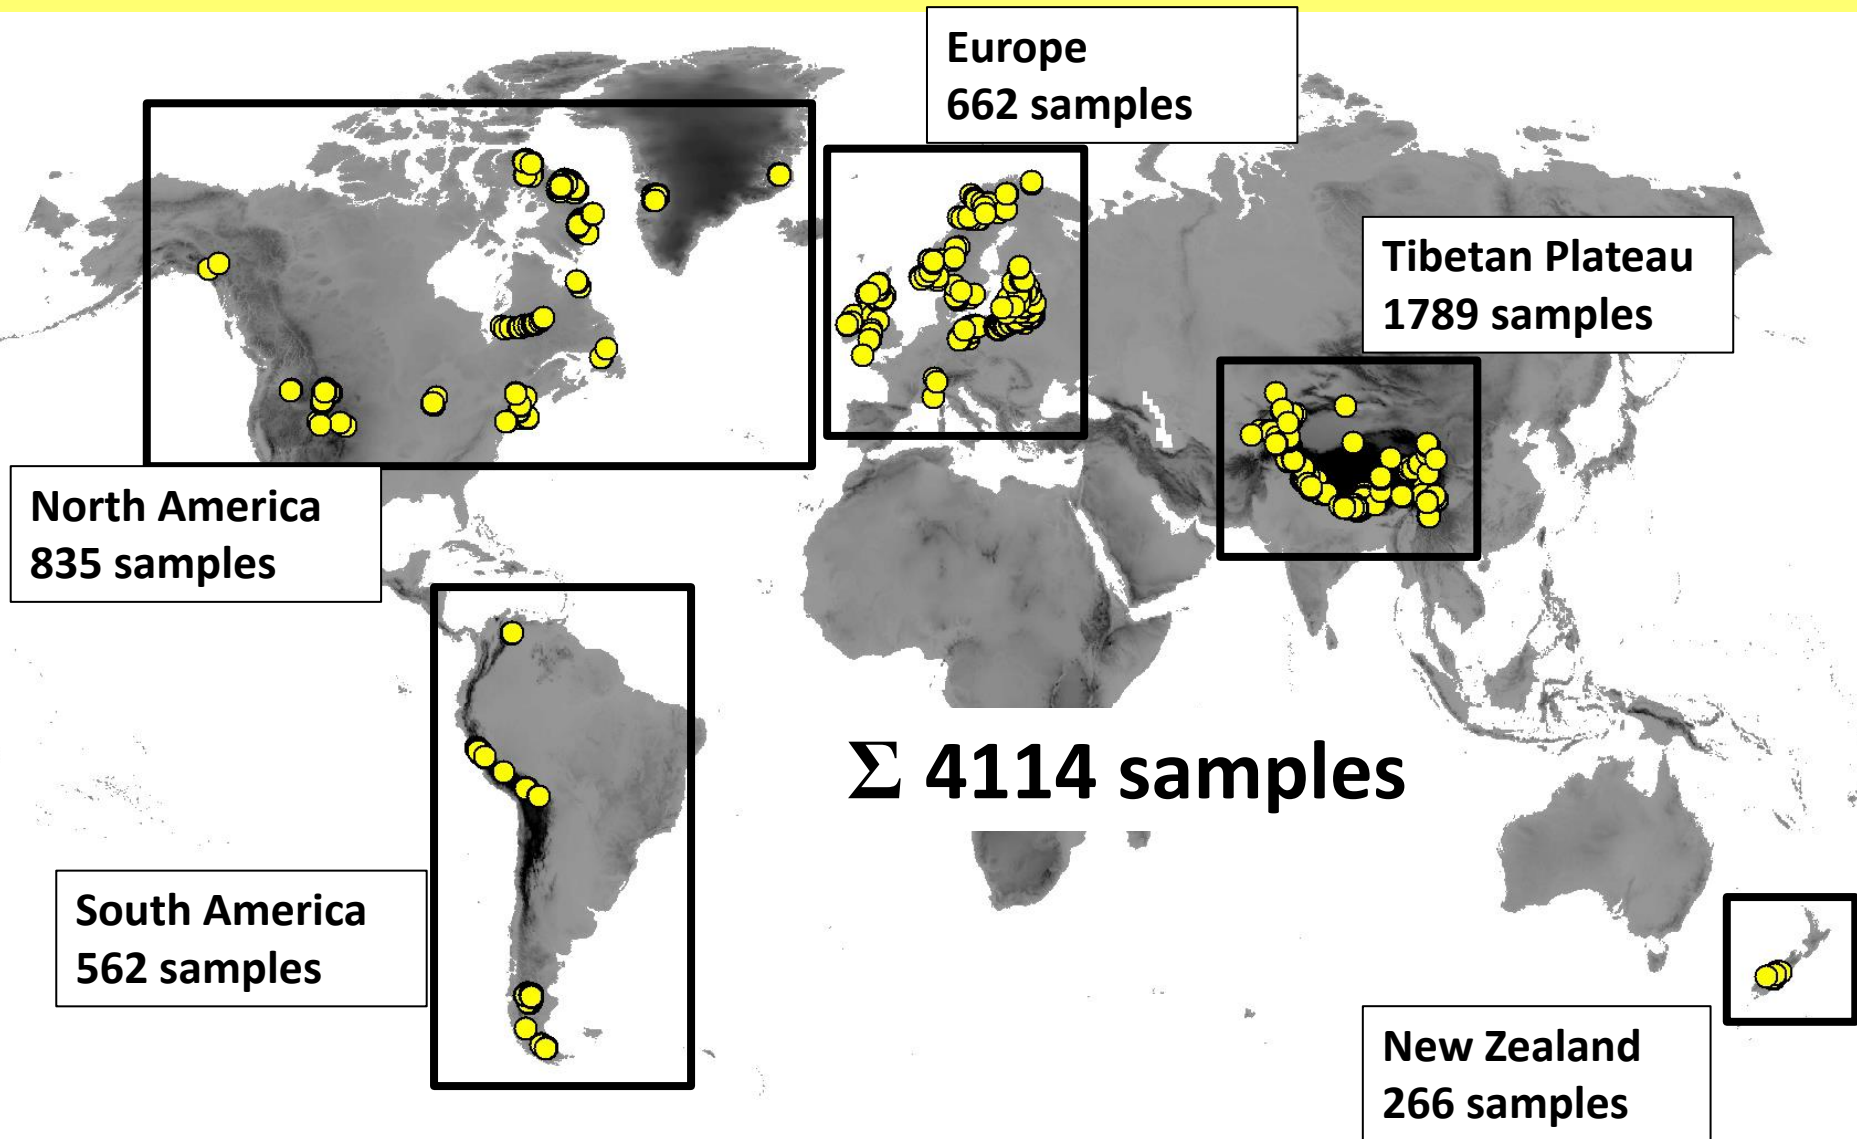 Europe
662 samples
Tibetan Plateau
1789 samples
North America
835 samples
Σ 4114 samples
South America
562 samples
New Zealand
266 samples